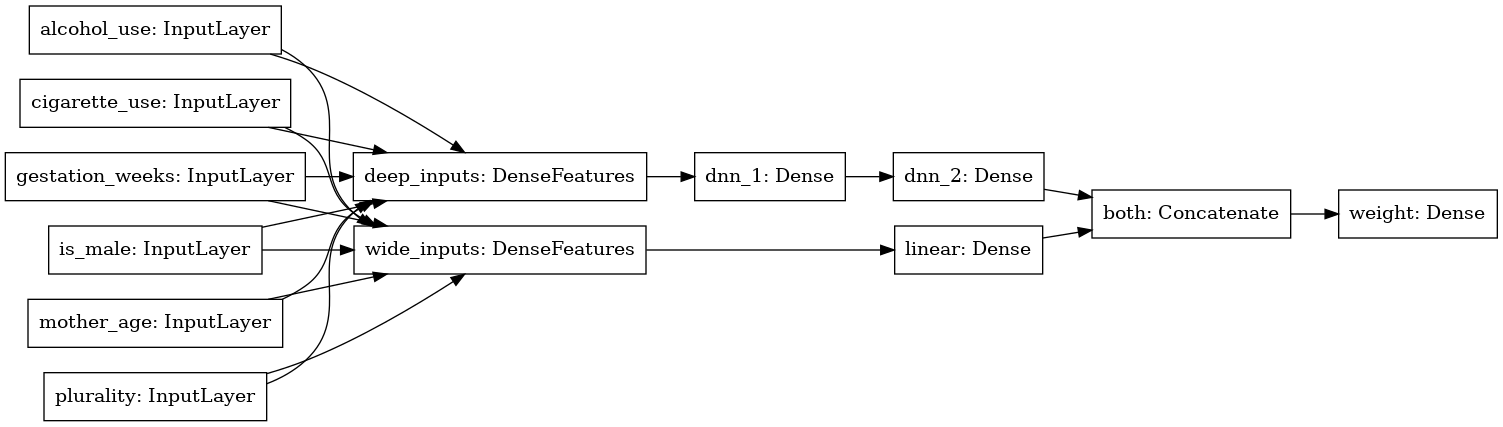 alcohol_use: InputLayer
cigarette_use: InputLayer
gestation_weeks: InputLayer
is_male: InputLayer
mother_age: InputLayer
plurality: InputLayer
deep_inputs: DenseFeatures
wide_inputs: DenseFeatures
dnn_1: Dense
dnn_2: Dense
linear: Dense
both: Concatenate
weight: Dense